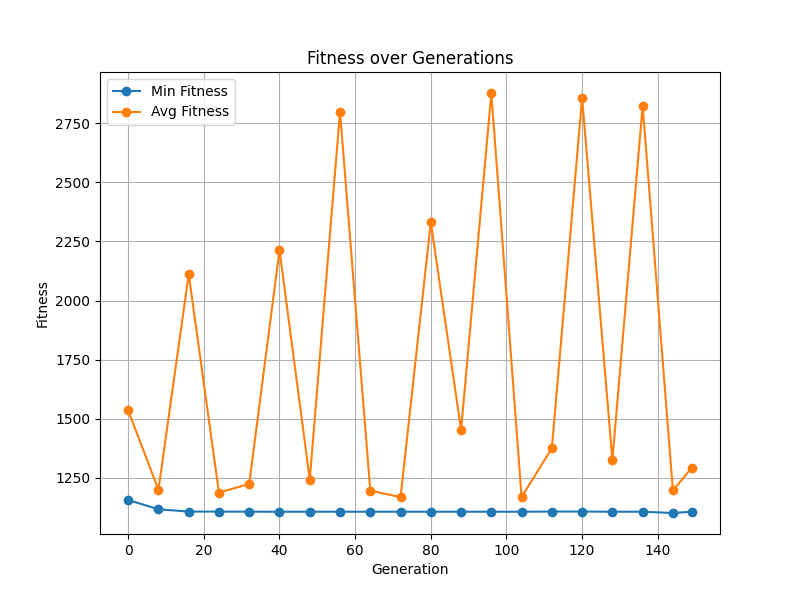 Fitness over Generations
Min Fitness
Avg Fitness
2750
2500
2250
2000
1750
1500
1250
Fitness
0 20 40 60 80 100 120 140
Generation